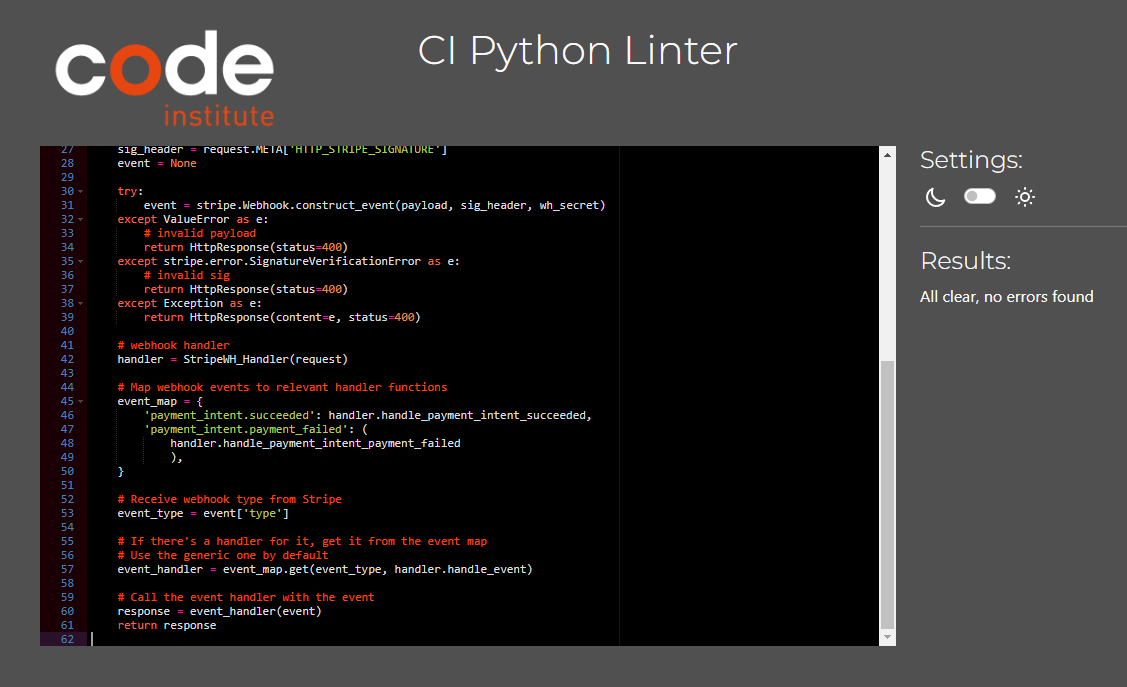 code
institute
CI Python Linter
27 sig_header = request.META['HTTP_STRIPE_SIGNATURE']
28 event = None
29
30 try:
31 event = stripe.Webhook.construct_event(payload, sig_header, wh_secret)
32 except ValueError as e:
33 # invalid payload
34 return HttpResponse(status=400)
35 except stripe.error.SignatureVerificationError as e:
36 # invalid sig
37 return HttpResponse(status=400)
38 except Exception as e:
39 return HttpResponse(content=e, status=400)
40
41 # webhook handler
42 handler = StripeWH_Handler(request)
43
44 # Map webhook events to relevant handler functions
45 event_map = {
46 'payment_intent.succeeded': handler.handle_payment_intent_succeeded,
47 'payment_intent.payment_failed': (
48 handler.handle_payment_intent_payment_failed
49 ),
50 }
51
52 # Receive webhook type from Stripe
53 event_type = event['type']
54
55 # If there's a handler for it, get it from the event map
56 # Use the generic one by default
57 event_handler = event_map.get(event_type, handler.handle_event)
58
59 # Call the event handler with the event
60 response = event_handler(event)
61 return response
62
Settings:
Results:
All clear, no errors found